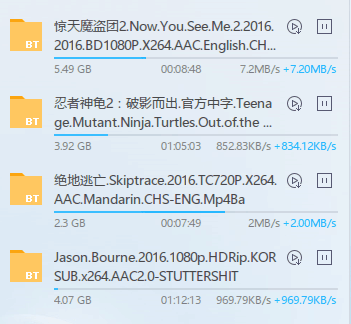 惊天魔盗团2.Now.You.See.Me.2.2016.
2016.BD1080P.X264.AAC.English.CH...
BT
5.49 GB 00:08:48 7.2MB/s +7.20MB/s
忍者神龟2：破影而出.官方中字.Teena
ge.Mutant.Ninja.Turtles.Out.of.the ...
BT
3.92 GB 01:05:03 852.83KB/s +834.12KB/s
绝地逃亡.Skiptrace.2016.TC720P.X264.
AAC.Mandarin.CHS-ENG.Mp4Ba
BT
2.3 GB 00:07:49 2MB/s +2.00MB/s
Jason.Bourne.2016.1080p.HDRip.KOR
SUB.x264.AAC2.0-STUTTERSHIT
BT
4.07 GB 01:12:13 969.79KB/s +969.79KB/s